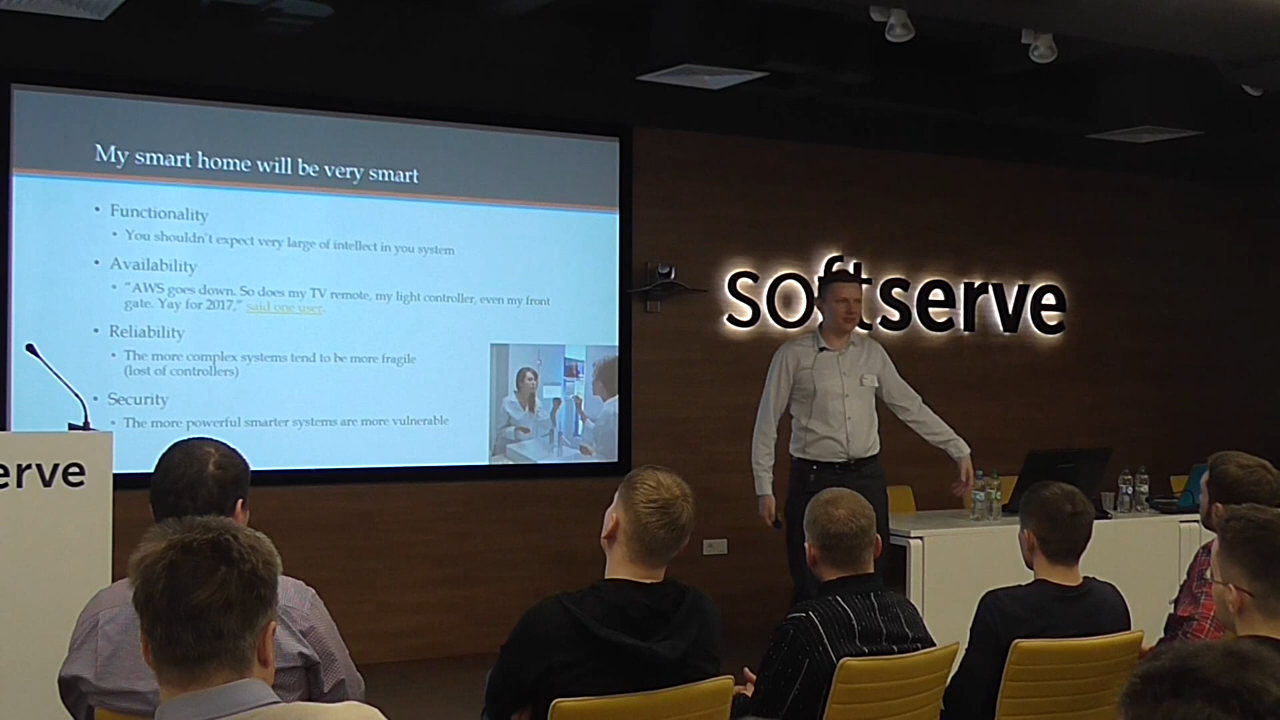 My smart home will be very smart
• Functionality
• You shouldn't expect very large of intellect in you system
• Availability
• "AWS goes down. So does my TV remote, my light controller, even my front
gate. Yay for 2017," said one user.
• Reliability
• The more complex systems tend to be more fragile
(lost of controllers)
• Security
• The more powerful smarter systems are more vulnerable
softserve
erve